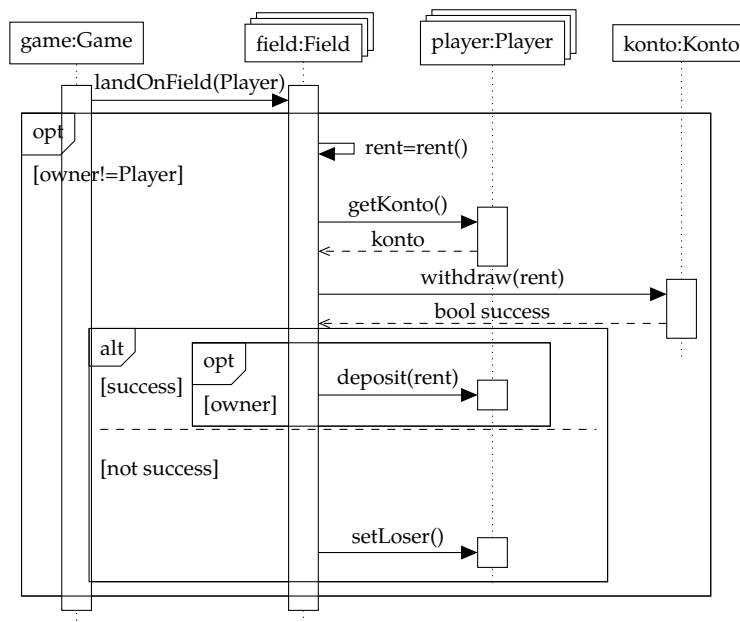 game:Game
field:Field
player:Player
konto:Konto
landOnField(Player)
opt
rent=rent()
[owner!=Player]
getKonto()
konto
withdraw(rent)
bool success
alt
opt
[success]
deposit(rent)
[owner]
[not success]
setLoser()